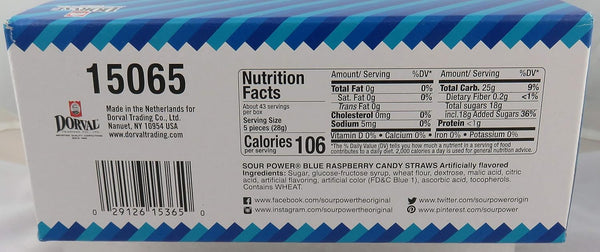 DORVAL
15065
Made in the Netherlands for
Dorval Trading Co., Ltd.
Nanuet, NY 10954 USA
www.dorvaltrading.com
DORVAL
TRADING CO., LTD.
0 29126 15365 0
Nutrition
Facts
About 43 servings
per box
Serving Size
5 pieces (28g)
Calories 106
per serving
Amount/ Serving %DV*
Total Fat 0g 0%
Sat. Fat 0g 0%
Trans Fat 0g
Cholesterol 0mg 0%
Sodium 5mg 0%
Amount/ Serving %DV*
Total Carb. 25g 9%
Dietary Fiber 0.2g <1%
Total sugars 18g
incl.18g Added Sugars 36%
Protein <1g
Vitamin D 0% • Calcium 0% • Iron 0% • Potassium 0%
*The % Daily Value (DV) tells you how much a nutrient in a serving of food
contributes to a daily diet. 2,000 calories a day is used for general nutrition advice.
SOUR POWER® BLUE RASPBERRY CANDY STRAWS Artificially flavored
Ingredients: Sugar, glucose-fructose syrup, wheat flour, dextrose, malic acid, citric
acid, artificial flavoring, artificial color (FD&C Blue 1), ascorbic acid, tocopherols.
Contains WHEAT.
www.facebook.com/sourpowertheoriginal
www.twitter.com/sourpowerorigin
www.instagram.com/sourpowertheoriginal
www.pinterest.com/sourpower